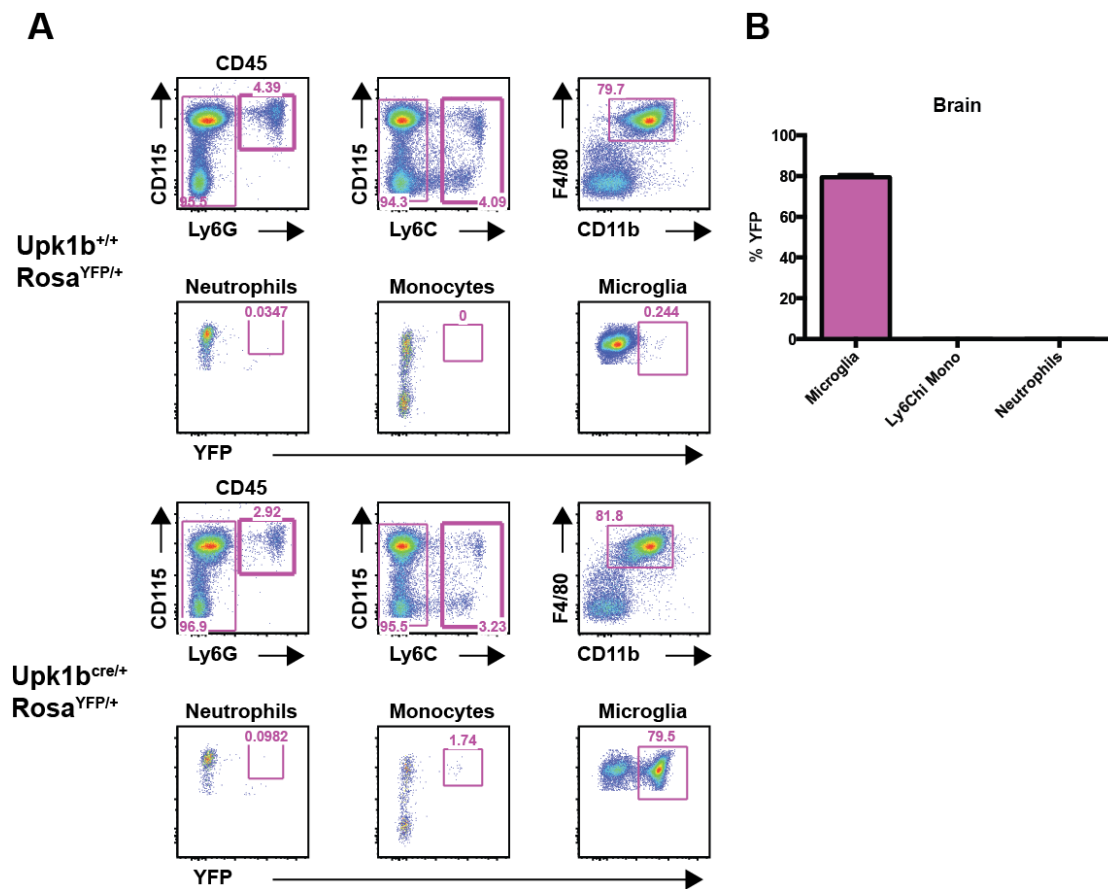 A
B
CD45
4.39
79.7
CD115
CD115
F4/80
95.5
94.3
4.09
Ly6G
Ly6C
CD11b
Upk1b+/+
RosaYFP/+
Neutrophils
Monocytes
Microglia
0.0347
0
0.244
YFP
CD45
2.92
81.8
CD115
CD115
F4/80
96.9
95.5
3.23
Ly6G
Ly6C
CD11b
Upk1bcre/+
RosaYFP/+
Neutrophils
Monocytes
Microglia
0.0982
1.74
79.5
YFP
Brain
100
80
60
40
20
0
% YFP
Microglia
Ly6Chi Mono
Neutrophils